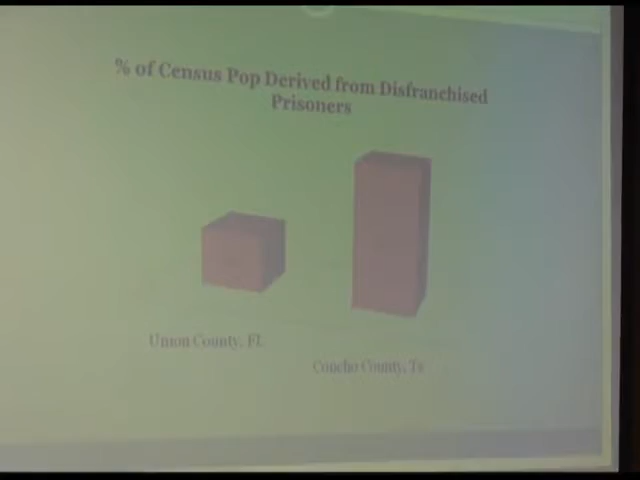 % of Census Pop Derived from Disfranchised
Prisoners
Union County, FL
Concho County, Tx